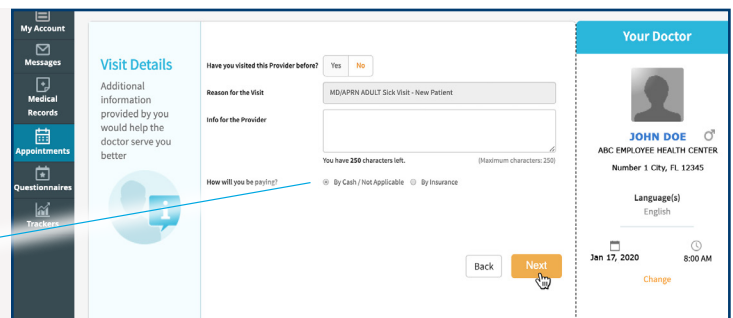 My Account
Messages
Medical
Records
Appointments
Questionnaires
Trackers
Visit Details
Additional
information
provided by you
would help the
doctor serve you
better
Have you visited this Provider before? Yes No
Reason for the Visit MD/APRN ADULT Sick Visit - New Patient
Info for the Provider
You have 250 characters left. (Maximum characters: 250)
How will you be paying? By Cash / Not Applicable By Insurance
Back Next
Your Doctor
JOHN DOE
ABC EMPLOYEE HEALTH CENTER
Number 1 City, FL 12345
Language(s)
English
Jan 17, 2020 8:00 AM
Change